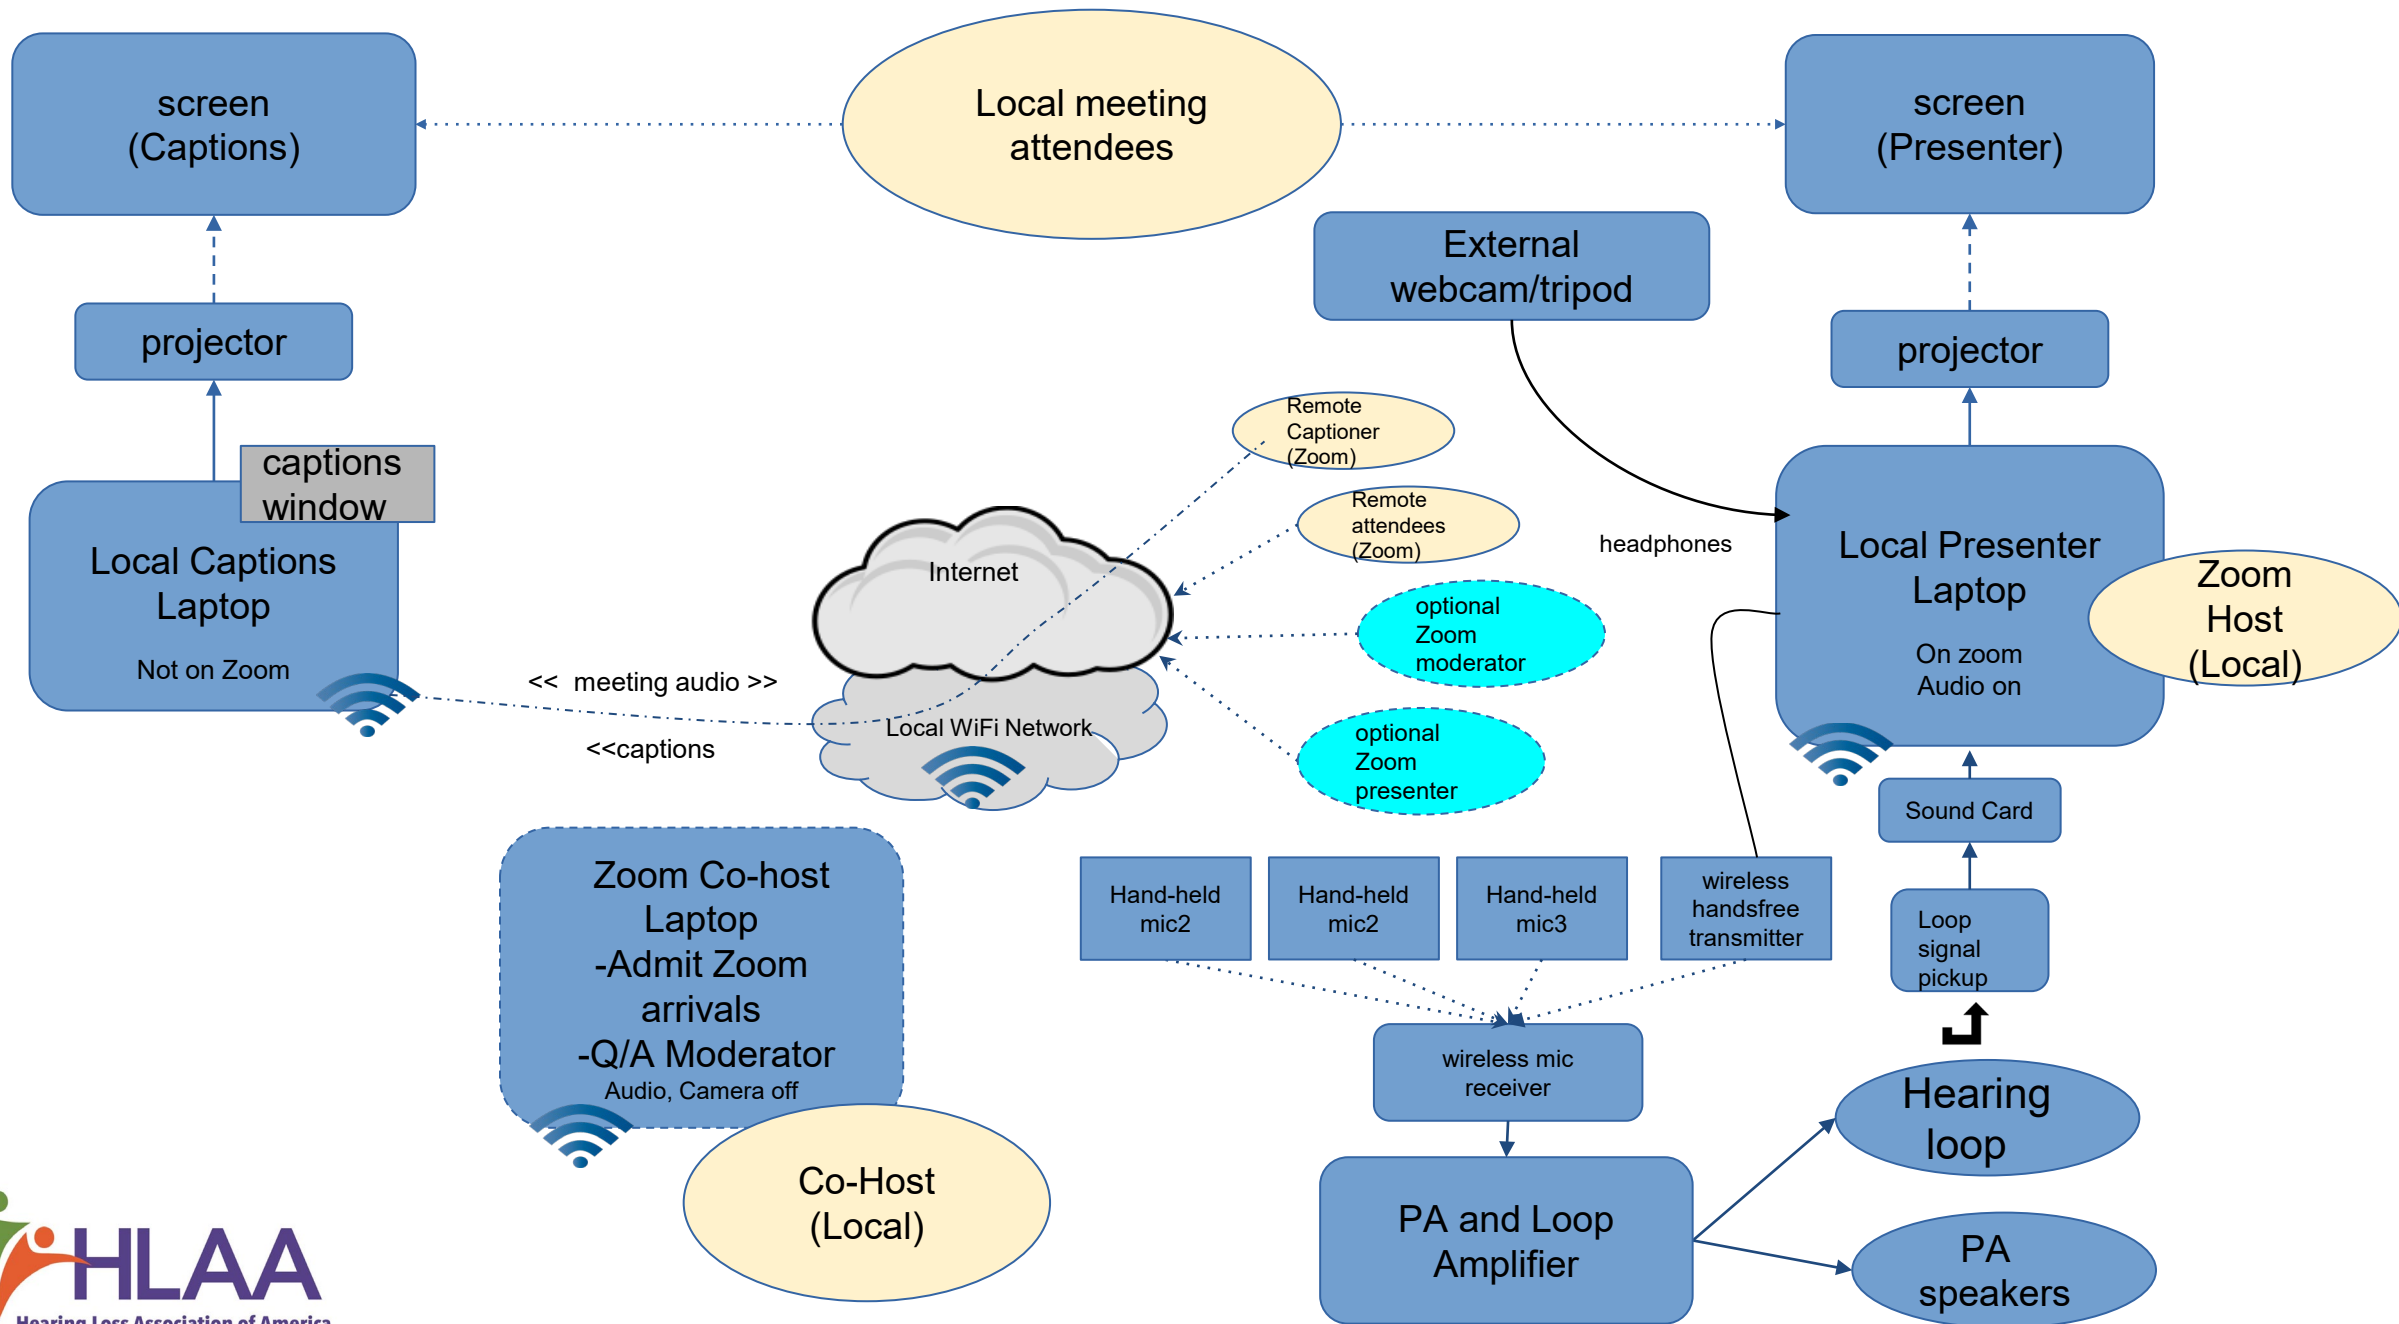 screen
(Captions)
Local meeting
attendees
screen
(Presenter)
External
webcam/tripod
projector
projector
Remote
Captioner
(Zoom)
captions
window
Remote
attendees
(Zoom)
headphones
Local Captions
Laptop
Not on Zoom
Internet
optional
Zoom
moderator
Local Presenter
Laptop
On zoom
Audio on
Zoom
Host
(Local)
<< meeting audio >>
<<captions
Local WiFi Network
optional
Zoom
presenter
Sound Card
Zoom Co-host
Laptop
-Admit Zoom
arrivals
-Q/A Moderator
Audio, Camera off
Hand-held
mic2
Hand-held
mic2
Hand-held
mic3
wireless
handsfree
transmitter
Loop
signal
pickup
wireless mic
receiver
Hearing
loop
Co-Host
(Local)
PA and Loop
Amplifier
PA
speakers
HLAA
Hearing Loss Association of America